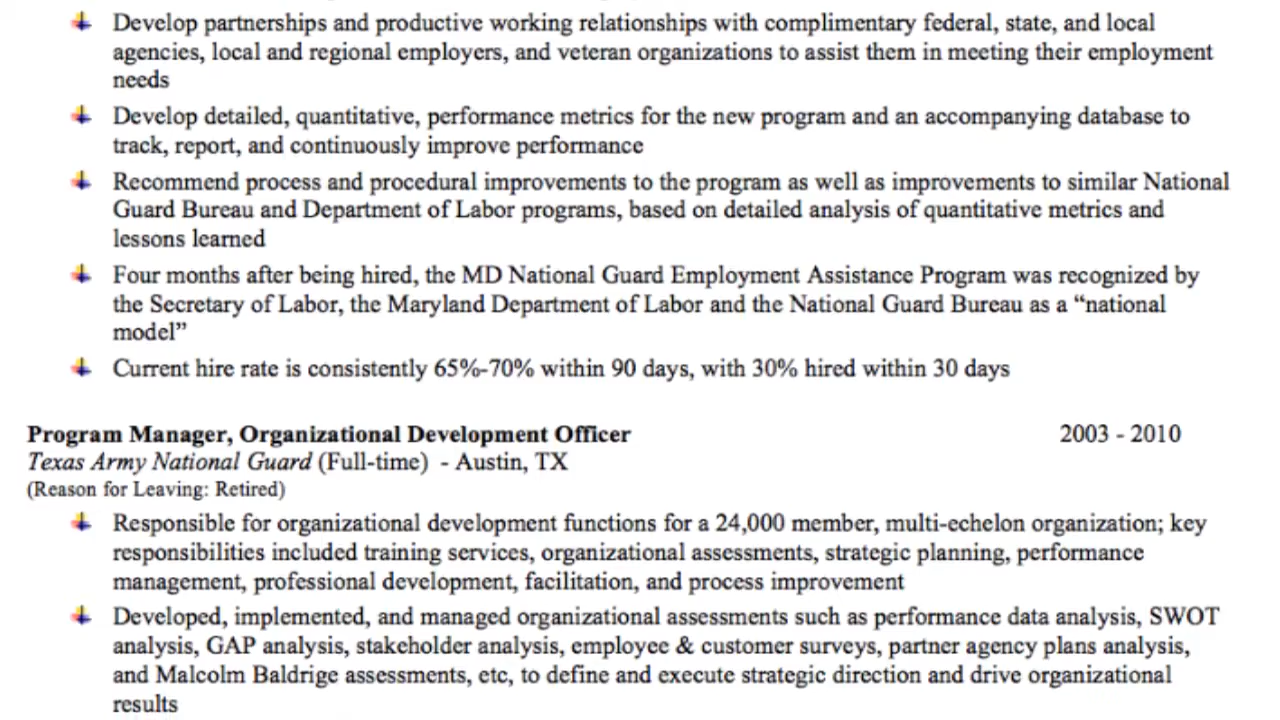 Develop partnerships and productive working relationships with complimentary federal, state, and local
agencies, local and regional employers, and veteran organizations to assist them in meeting their employment
needs
Develop detailed, quantitative, performance metrics for the new program and an accompanying database to
track, report, and continuously improve performance
Recommend process and procedural improvements to the program as well as improvements to similar National
Guard Bureau and Department of Labor programs, based on detailed analysis of quantitative metrics and
lessons learned
Four months after being hired, the MD National Guard Employment Assistance Program was recognized by
the Secretary of Labor, the Maryland Department of Labor and the National Guard Bureau as a “national
model”
Current hire rate is consistently 65%-70% within 90 days, with 30% hired within 30 days
Program Manager, Organizational Development Officer 2003 - 2010
Texas Army National Guard (Full-time) - Austin, TX
(Reason for Leaving: Retired)
Responsible for organizational development functions for a 24,000 member, multi-echelon organization; key
responsibilities included training services, organizational assessments, strategic planning, performance
management, professional development, facilitation, and process improvement
Developed, implemented, and managed organizational assessments such as performance data analysis, SWOT
analysis, GAP analysis, stakeholder analysis, employee & customer surveys, partner agency plans analysis,
and Malcolm Baldrige assessments, etc, to define and execute strategic direction and drive organizational
results